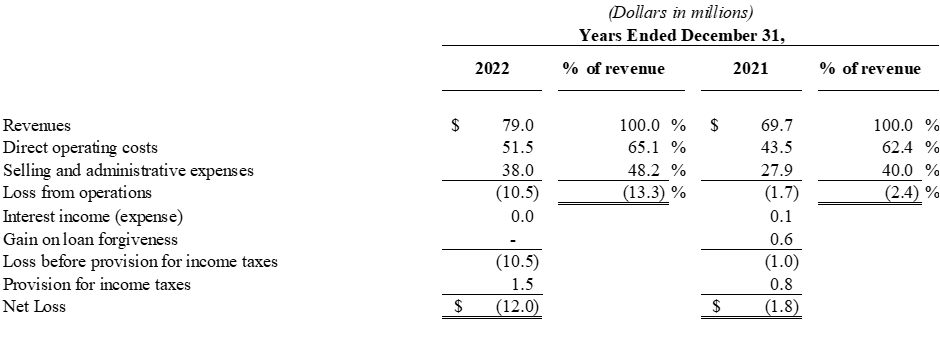 (Dollars in millions)
Years Ended December 31,
2022 % of revenue 2021 % of revenue
Revenues $ 79.0 100.0 % $ 69.7 100.0 %
Direct operating costs 51.5 65.1 % 43.5 62.4 %
Selling and administrative expenses 38.0 48.2 % 27.9 40.0 %
Loss from operations (10.5) (13.3) % (1.7) (2.4) %
Interest income (expense) 0.0 0.1
Gain on loan forgiveness - 0.6
Loss before provision for income taxes (10.5) (1.0)
Provision for income taxes 1.5 0.8
Net Loss $ (12.0) $ (1.8)